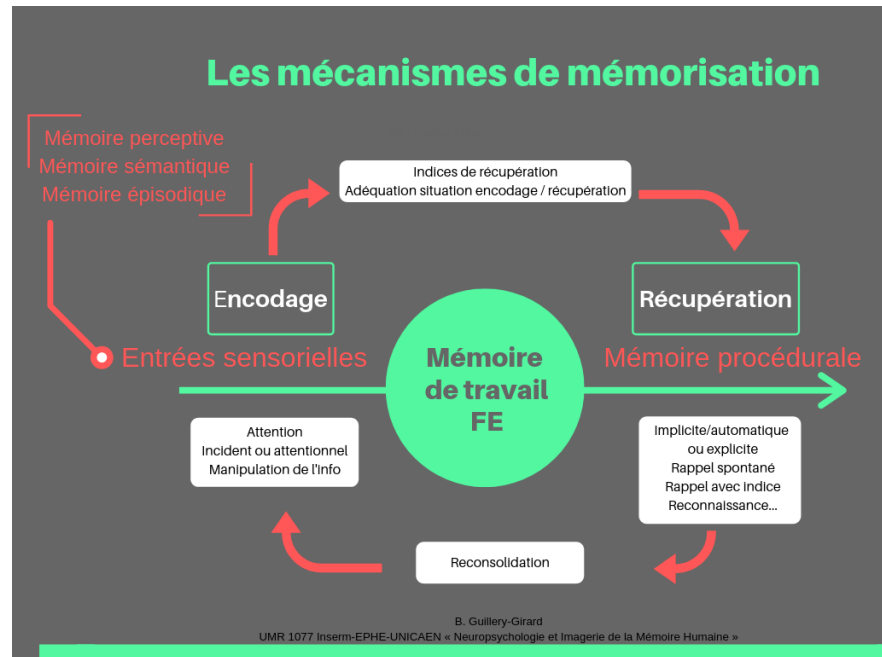 Les mécanismes de mémorisation
Mémoire perceptive
Mémoire sémantique
Mémoire épisodique
Indices de récupération
Adéquation situation encodage / récupération
Encodage
Récupération
Entrées sensorielles
Mémoire
de travail
FE
Mémoire procédurale
Attention
Incident ou attentionnel
Manipulation de l'info
Implicite/automatique
ou explicite
Rappel spontané
Rappel avec indice
Reconnaissance...
Reconsolidation
B. Guillery-Girard
UMR 1077 Inserm-EPHE-UNICAEN « Neuropsychologie et Imagerie de la Mémoire Humaine »